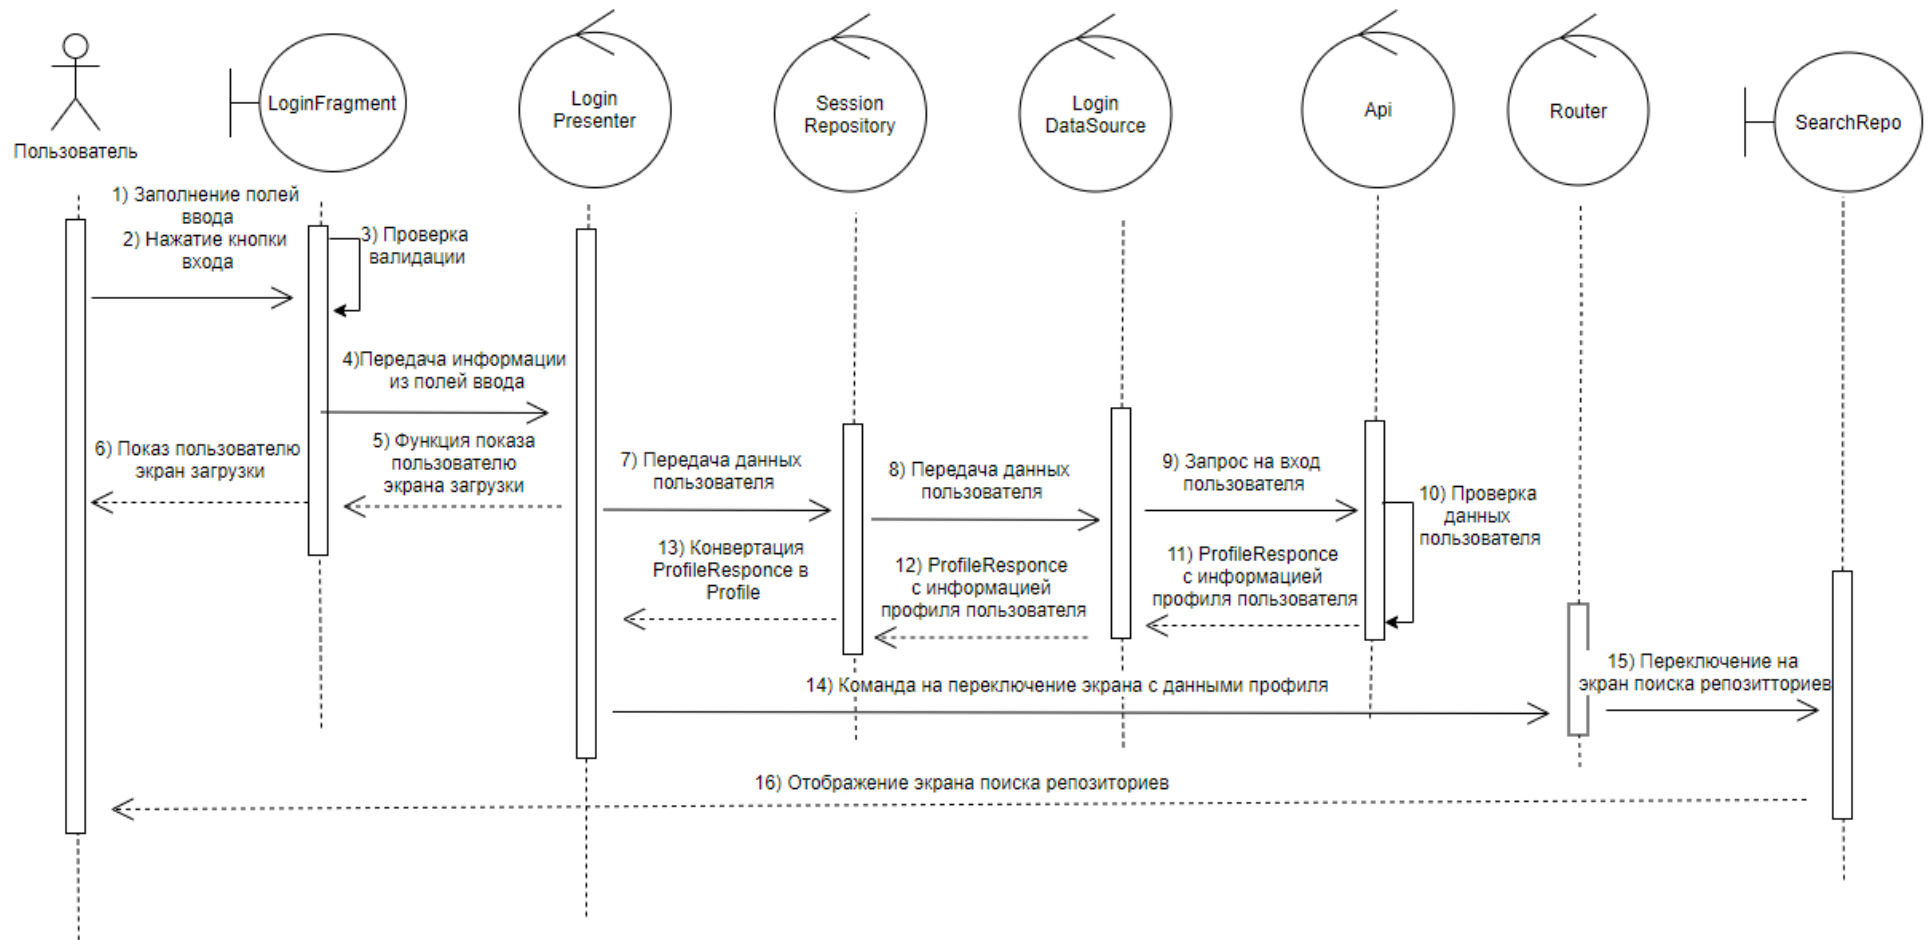 Пользователь
LoginFragment
Login
Presenter
Session
Repository
Login
DataSource
Api
Router
SearchRepo
1) Заполнение полей
ввода
2) Нажатие кнопки
входа
3) Проверка
валидации
4)Передача информации
из полей ввода
5) Функция показа
пользователю
экрана загрузки
6) Показ пользователю
экран загрузки
7) Передача данных
пользователя
8) Передача данных
пользователя
9) Запрос на вход
пользователя
10) Проверка
данных
пользователя
11) ProfileResponce
с информацией
профиля пользователя
12) ProfileResponce
с информацией
профиля пользователя
13) Конвертация
ProfileResponce в
Profile
14) Команда на переключение экрана с данными профиля
15) Переключение на
экран поиска репозитториев
16) Отображение экрана поиска репозиториев